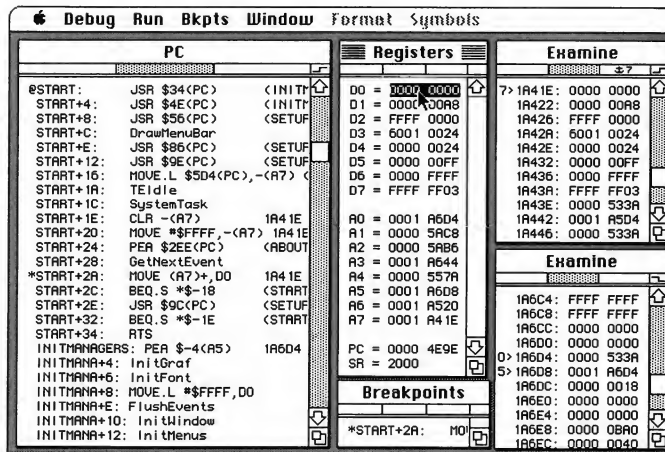 Debug Run Bkpts Window Format Symbols
PC
@START: JSR $34(PC) (INITM
START+4: JSR $4E(PC) (INITM
START+8: JSR $56(PC) (SETUF
START+C: DrawMenuBar
START+E: JSR $86(PC) (SETUF
START+12: JSR $9E(PC) (SETUF
START+16: MOVE.L $5D4(PC),-(A7) (
START+1A: TEIdle
START+1C: SystemTask
START+1E: CLR -(A7) 1A41E
START+20: MOVE #$FFFF,-(A7) 1A41E
START+24: PEA $2EE(PC) (ABOUT
START+28: GetNextEvent
*START+2A: MOVE (A7)+,D0 1A41E
START+2C: BEQ.S *$-18 (START
START+2E: JSR $9C(PC) (SETUF
START+32: BEQ.S *$-1E (START
START+34: RTS
INITMANAGERS: PEA $-4(A5) 1A6D4
INITMANA+4: InitGraf
INITMANA+6: InitFont
INITMANA+8: MOVE.L #$FFFF,D0
INITMANA+E: FlushEvents
INITMANA+10: InitWindow
INITMANA+12: InitMenus
Registers
D0 = 0000 0000
D1 = 0000 00A8
D2 = FFFF 0000
D3 = 6001 0024
D4 = 0000 0024
D5 = 0000 00FF
D6 = 0000 FFFF
D7 = FFFF FF03
A0 = 0001 A6D4
A1 = 0000 5AC8
A2 = 0000 5AB6
A3 = 0001 A644
A4 = 0000 557A
A5 = 0001 A6D8
A6 = 0001 A520
A7 = 0001 A41E
PC = 0000 4E9E
SR = 2000
Breakpoints
*START+2A: MO
Examine
±7
7> 1A41E: 0000 0000
1A422: 0000 00A8
1A426: FFFF 0000
1A42A: 6001 0024
1A42E: 0000 0024
1A432: 0000 00FF
1A436: 0000 FFFF
1A43A: FFFF FF03
1A43E: 0000 533A
1A442: 0001 A5D4
1A446: 0000 533A
Examine
1A6C4: FFFF FFFF
1A6C8: FFFF FFFF
1A6CC: 0000 0000
1A6D0: 0000 0000
0> 1A6D4: 0000 533A
5> 1A6D8: 0001 A6D4
1A6DC: 0000 0018
1A6E0: 0000 0000
1A6E4: 0000 0000
1A6E8: 0000 0BA0
1A6EC: 0000 0040